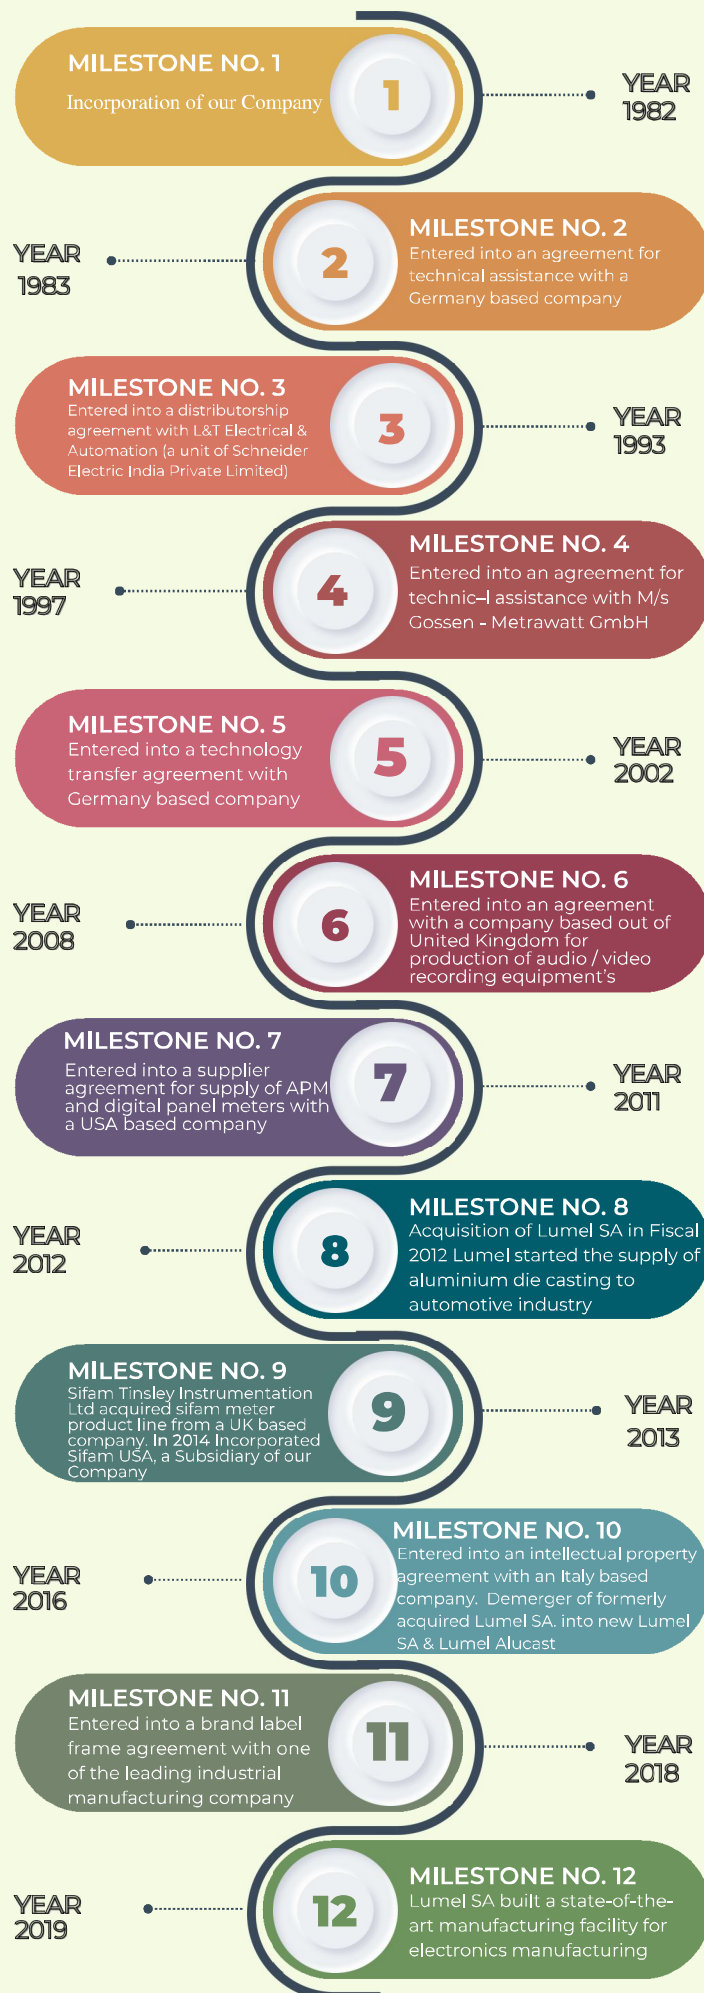 MILESTONE NO. 1
Incorporation of our Company
1
YEAR
1982
MILESTONE NO. 2
Entered into an agreement for
technical assistance with a
Germany based company
2
YEAR
1983
MILESTONE NO. 3
Entered into a distributorship
agreement with L&T Electrical &
Automation (a unit of Schneider
Electric India Private Limited)
3
YEAR
1993
MILESTONE NO. 4
Entered into an agreement for
technic–l assistance with M/s
Gossen - Metrawatt GmbH
4
YEAR
1997
MILESTONE NO. 5
Entered into a technology
transfer agreement with
Germany based company
5
YEAR
2002
MILESTONE NO. 6
Entered into an agreement
with a company based out of
United Kingdom for
production of audio / video
recording equipment’s
6
YEAR
2008
MILESTONE NO. 7
Entered into a supplier
agreement for supply of APM
and digital panel meters with
a USA based company
7
YEAR
2011
MILESTONE NO. 8
Acquisition of Lumel SA in Fiscal
2012 Lumel started the supply of
aluminium die casting to
automotive industry
8
YEAR
2012
MILESTONE NO. 9
Sifam Tinsley Instrumentation
Ltd acquired sifam meter
product line from a UK based
company. In 2014 Incorporated
Sifam USA, a Subsidiary of our
Company
9
YEAR
2013
MILESTONE NO. 10
Entered into an intellectual property
agreement with an Italy based
company. Demerger of formerly
acquired Lumel SA. into new Lumel
SA & Lumel Alucast
10
YEAR
2016
MILESTONE NO. 11
Entered into a brand label
frame agreement with one
of the leading industrial
manufacturing company
11
YEAR
2018
MILESTONE NO. 12
Lumel SA built a state-of-the-
art manufacturing facility for
electronics manufacturing
12
YEAR
2019